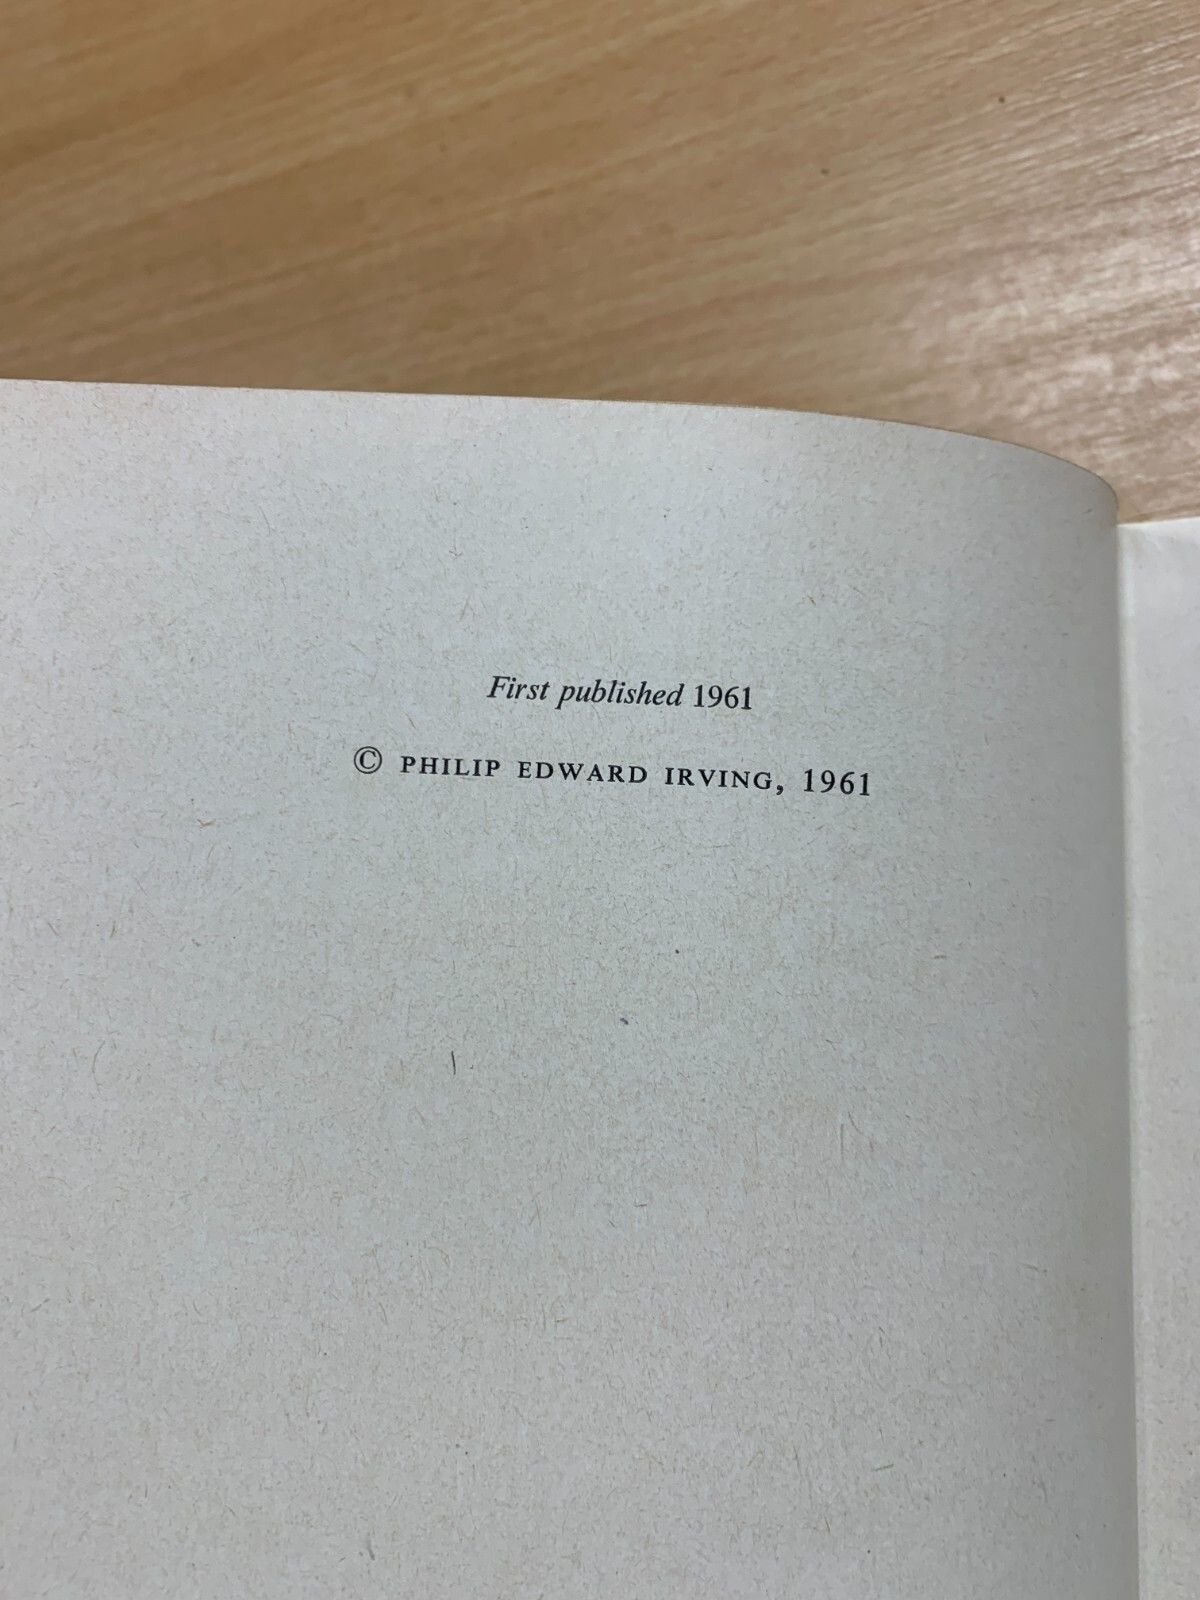 First published 1961
© PHILIP EDWARD IRVING, 1961